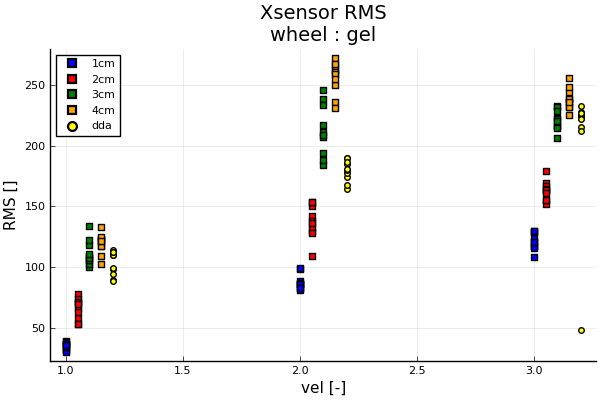 Xsensor RMS
wheel : gel
RMS []
250
200
150
100
50
1cm
2cm
3cm
4cm
dda
1.0
1.5
2.0
2.5
3.0
vel [-]